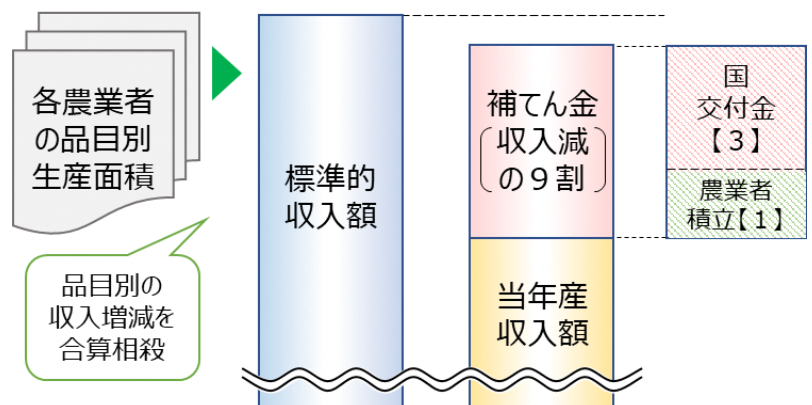 各農業者
の品目別
生産面積
品目別の
収入増減を
合算相殺
標準的
収入額
補てん金
収入減
の９割
当年産
収入額
国
交付金
【３】
農業者
積立【１】